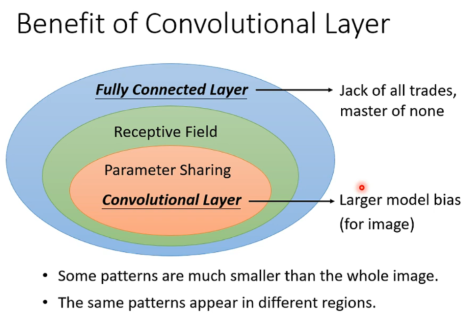 Benefit of Convolutional Layer
Fully Connected Layer
Jack of all trades,
master of none
Receptive Field
Parameter Sharing
Convolutional Layer
Larger model bias
(for image)
• Some patterns are much smaller than the whole image.
• The same patterns appear in different regions.